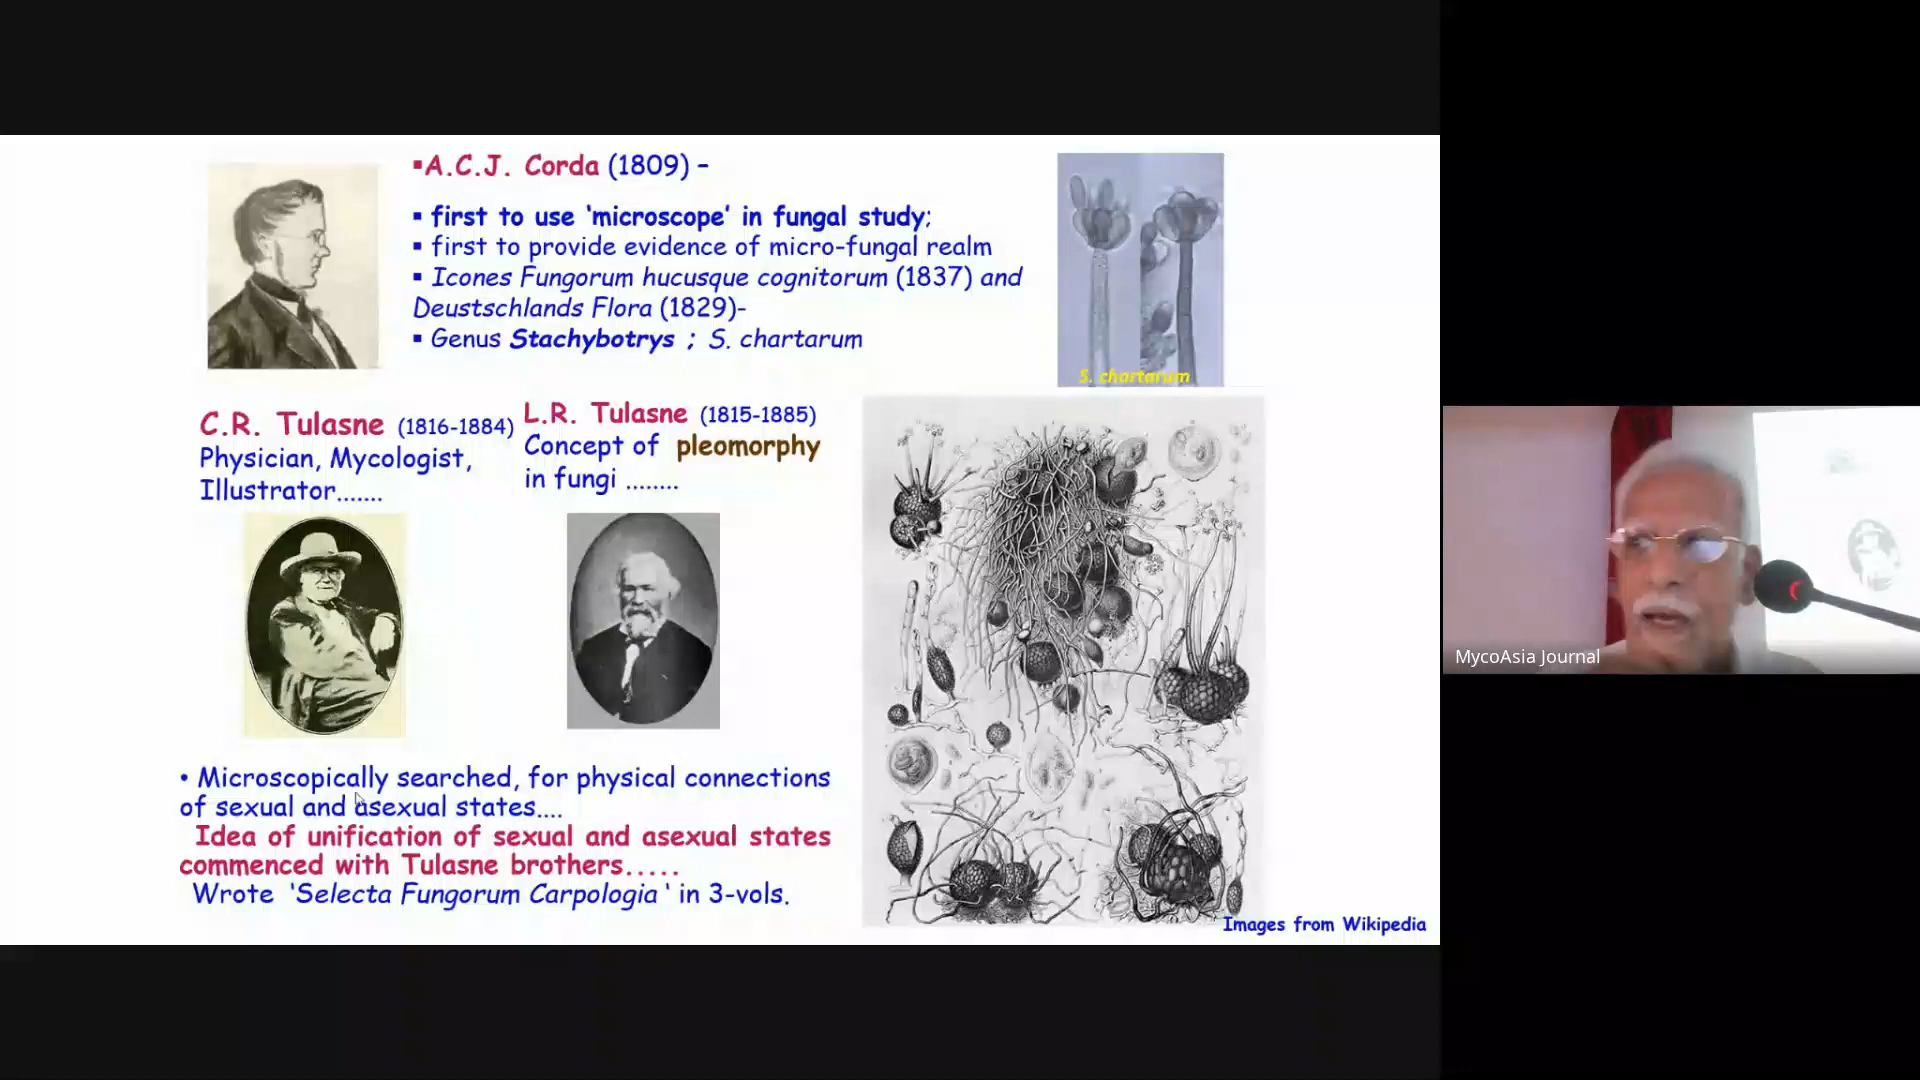 ▪A.C.J. Corda (1809) –
▪ first to use ‘microscope’ in fungal study;
▪ first to provide evidence of micro-fungal realm
▪ Icones Fungorum hucusque cognitorum (1837) and
Deustschlands Flora (1829)-
▪ Genus Stachybotrys ; S. chartarum
S. chartarum
C.R. Tulasne (1816-1884)
Physician, Mycologist,
Illustrator.......
L.R. Tulasne (1815-1885)
Concept of pleomorphy
in fungi ........
• Microscopically searched, for physical connections
of sexual and asexual states....
Idea of unification of sexual and asexual states
commenced with Tulasne brothers.....
Wrote ‘Selecta Fungorum Carpologia ‘ in 3-vols.
Images from Wikipedia
MycoAsia Journal